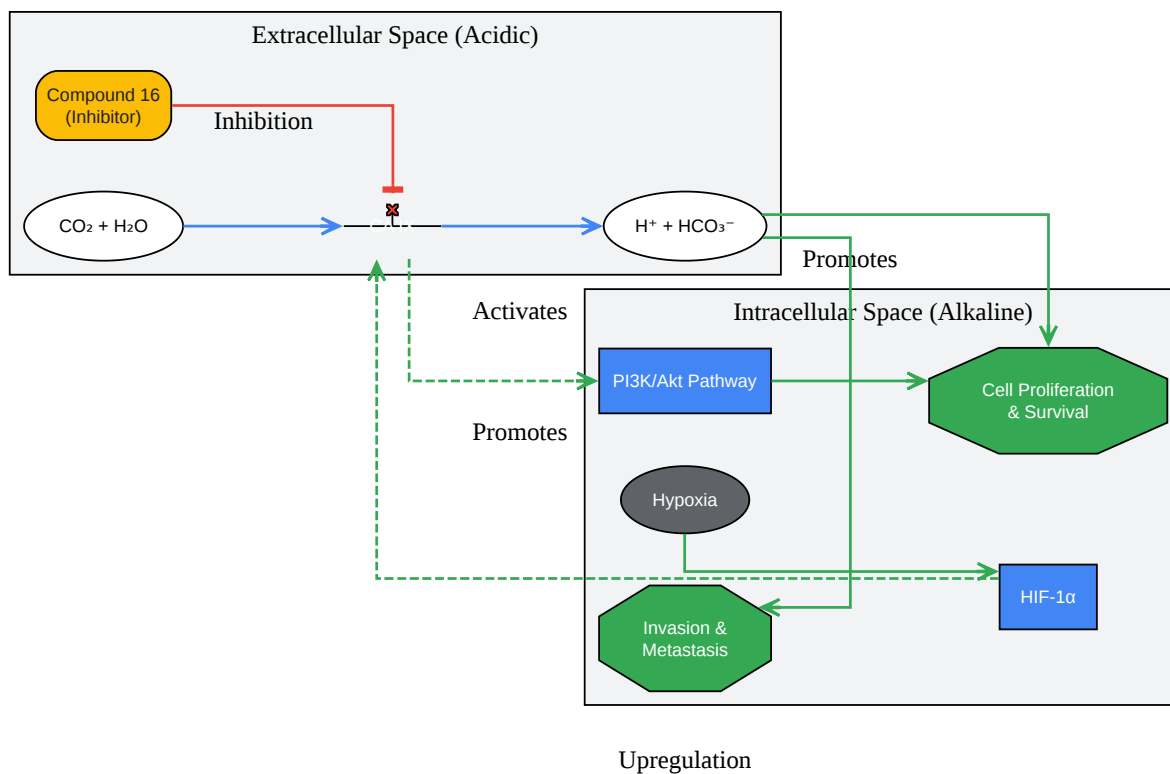 Extracellular Space (Acidic)
Compound 16
(Inhibitor)
Inhibition
CO₂ + H₂O
H⁺ + HCO₃⁻
Promotes
Activates
Intracellular Space (Alkaline)
PI3K/Akt Pathway
Cell Proliferation
& Survival
Promotes
Hypoxia
HIF-1α
Invasion &
Metastasis
Upregulation